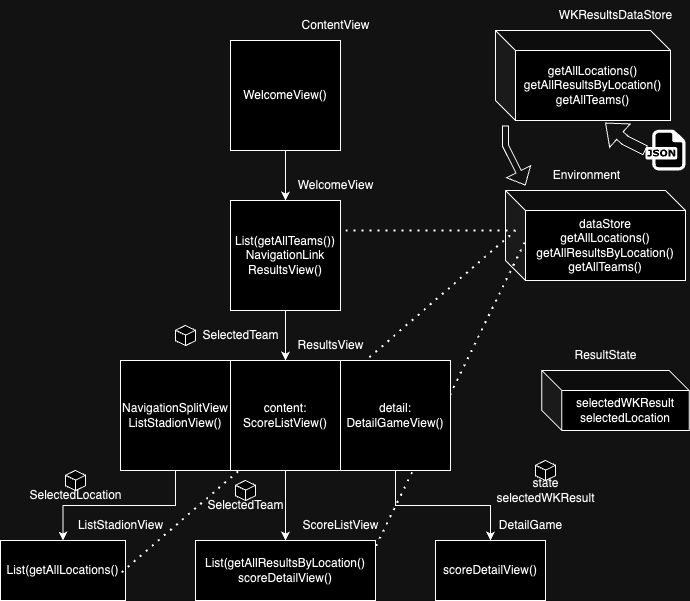 ContentView
WKResultsDataStore
WelcomeView()
getAllLocations()
getAllResultsByLocation()
getAllTeams()
JSON
WelcomeView
Environment
List(getAllTeams())
NavigationLink
ResultsView()
dataStore
getAllLocations()
getAllResultsByLocation()
getAllTeams()
SelectedTeam
ResultsView
ResultState
NavigationSplitView
ListStadionView()
content:
ScoreListView()
detail:
DetailGameView()
selectedWKResult
selectedLocation
SelectedLocation
SelectedTeam
state
selectedWKResult
ListStadionView
ScoreListView
DetailGame
List(getAllLocations()
List(getAllResultsByLocation()
scoreDetailView()
scoreDetailView()